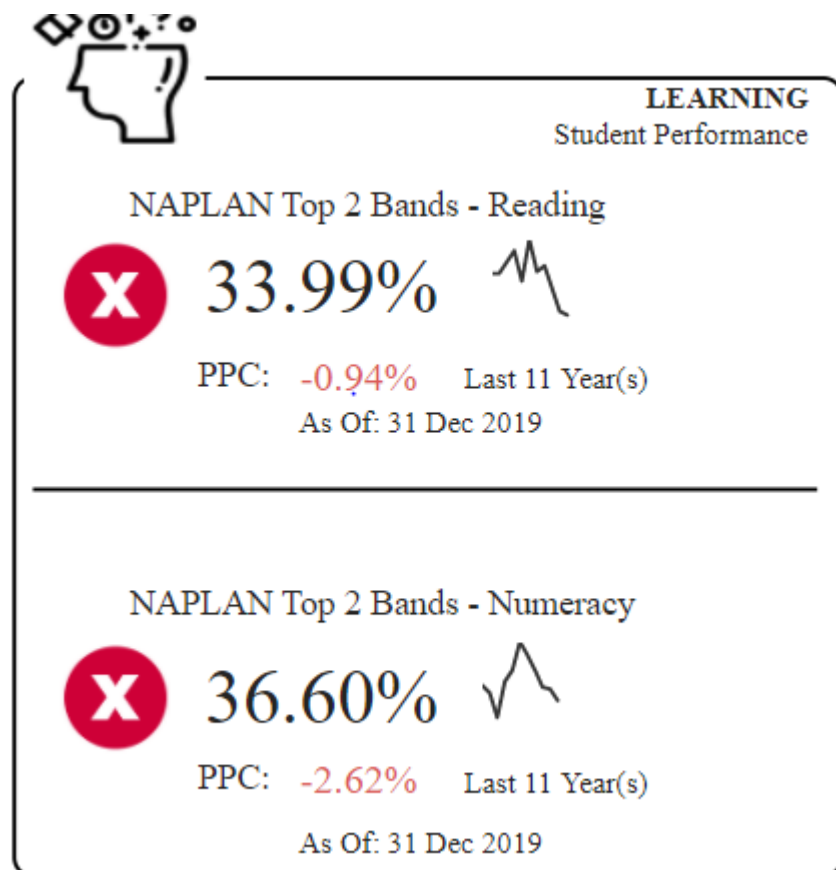 LEARNING
Student Performance
NAPLAN Top 2 Bands - Reading
X 33.99%
PPC: -0.94% Last 11 Year(s)
As Of: 31 Dec 2019
NAPLAN Top 2 Bands - Numeracy
X 36.60%
PPC: -2.62% Last 11 Year(s)
As Of: 31 Dec 2019